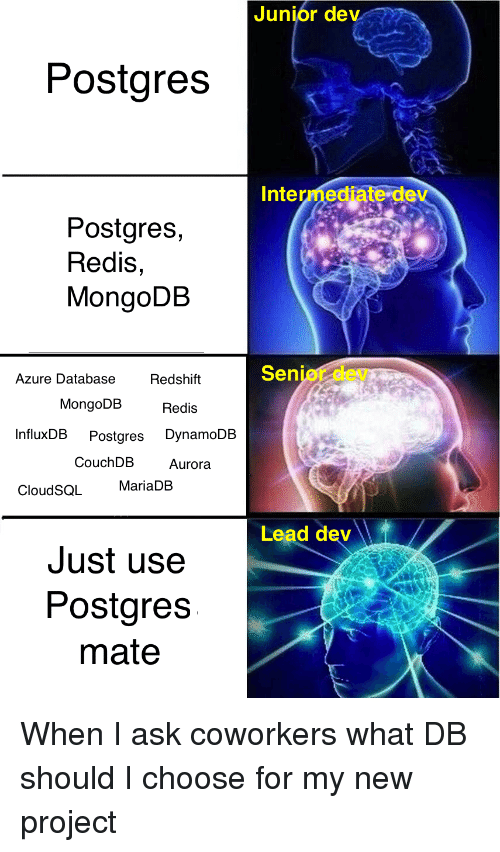 Junior dev
Postgres
Intermediate dev
Postgres,
Redis,
MongoDB
Senior dev
Azure Database Redshift
MongoDB Redis
InfluxDB Postgres DynamoDB
CouchDB Aurora
CloudSQL MariaDB
Lead dev
Just use
Postgres
mate
When I ask coworkers what DB
should I choose for my new
project